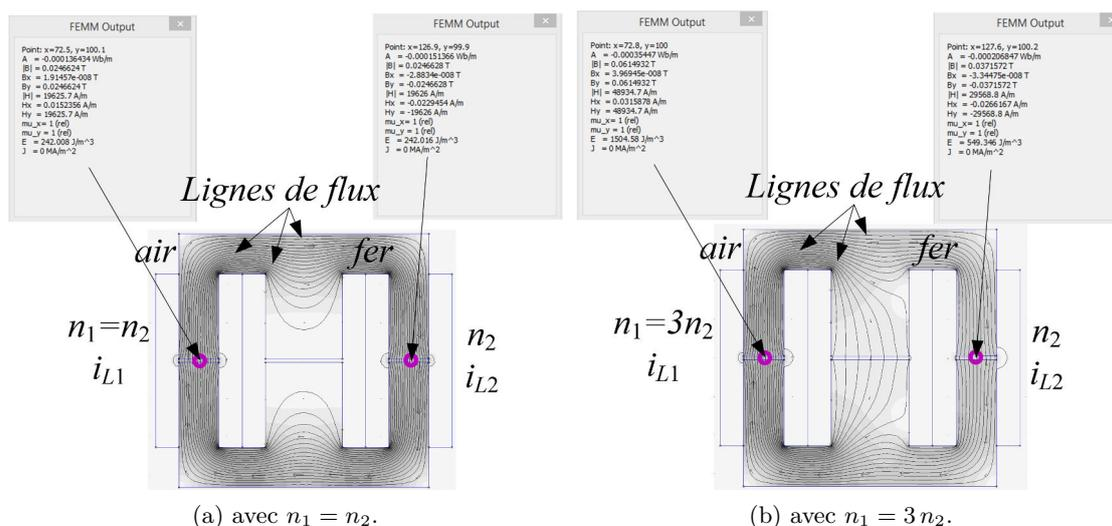 FEMM Output
Point: x=72.5, y=100.1
A = -0.000136434 Wb/m
|B| = 0.0246624 T
Bx = 1.91457e-008 T
By = 0.0246624 T
|H| = 19625.7 A/m
Hx = 0.0152356 A/m
Hy = 19625.7 A/m
mu_x= 1 (rel)
mu_y = 1 (rel)
E = 242.008 J/m^3
J = 0 MA/m^2
FEMM Output
Point: x=126.9, y=99.9
A = -0.000151366 Wb/m
|B| = 0.0246628 T
Bx = -2.8834e-008 T
By = -0.0246628 T
|H| = 19626 A/m
Hx = -0.0229454 A/m
Hy = -19626 A/m
mu_x= 1 (rel)
mu_y = 1 (rel)
E = 242.016 J/m^3
J = 0 MA/m^2
Lignes de flux
air
fer
n1=n2
iL1
n2
iL2
(a) avec n1 = n2.
FEMM Output
Point: x=72.8, y=100
A = -0.00035447 Wb/m
|B| = 0.0614932 T
Bx = 3.96945e-008 T
By = 0.0614932 T
|H| = 48934.7 A/m
Hx = 0.0315878 A/m
Hy = 48934.7 A/m
mu_x= 1 (rel)
mu_y = 1 (rel)
E = 1504.58 J/m^3
J = 0 MA/m^2
FEMM Output
Point: x=127.6, y=100.2
A = -0.000206847 Wb/m
|B| = 0.0371572 T
Bx = -3.34475e-008 T
By = -0.0371572 T
|H| = 29568.8 A/m
Hx = -0.0266167 A/m
Hy = -29568.8 A/m
mu_x= 1 (rel)
mu_y = 1 (rel)
E = 549.346 J/m^3
J = 0 MA/m^2
Lignes de flux
air
fer
n1=3n2
iL1
n2
iL2
(b) avec n1 = 3 n2.